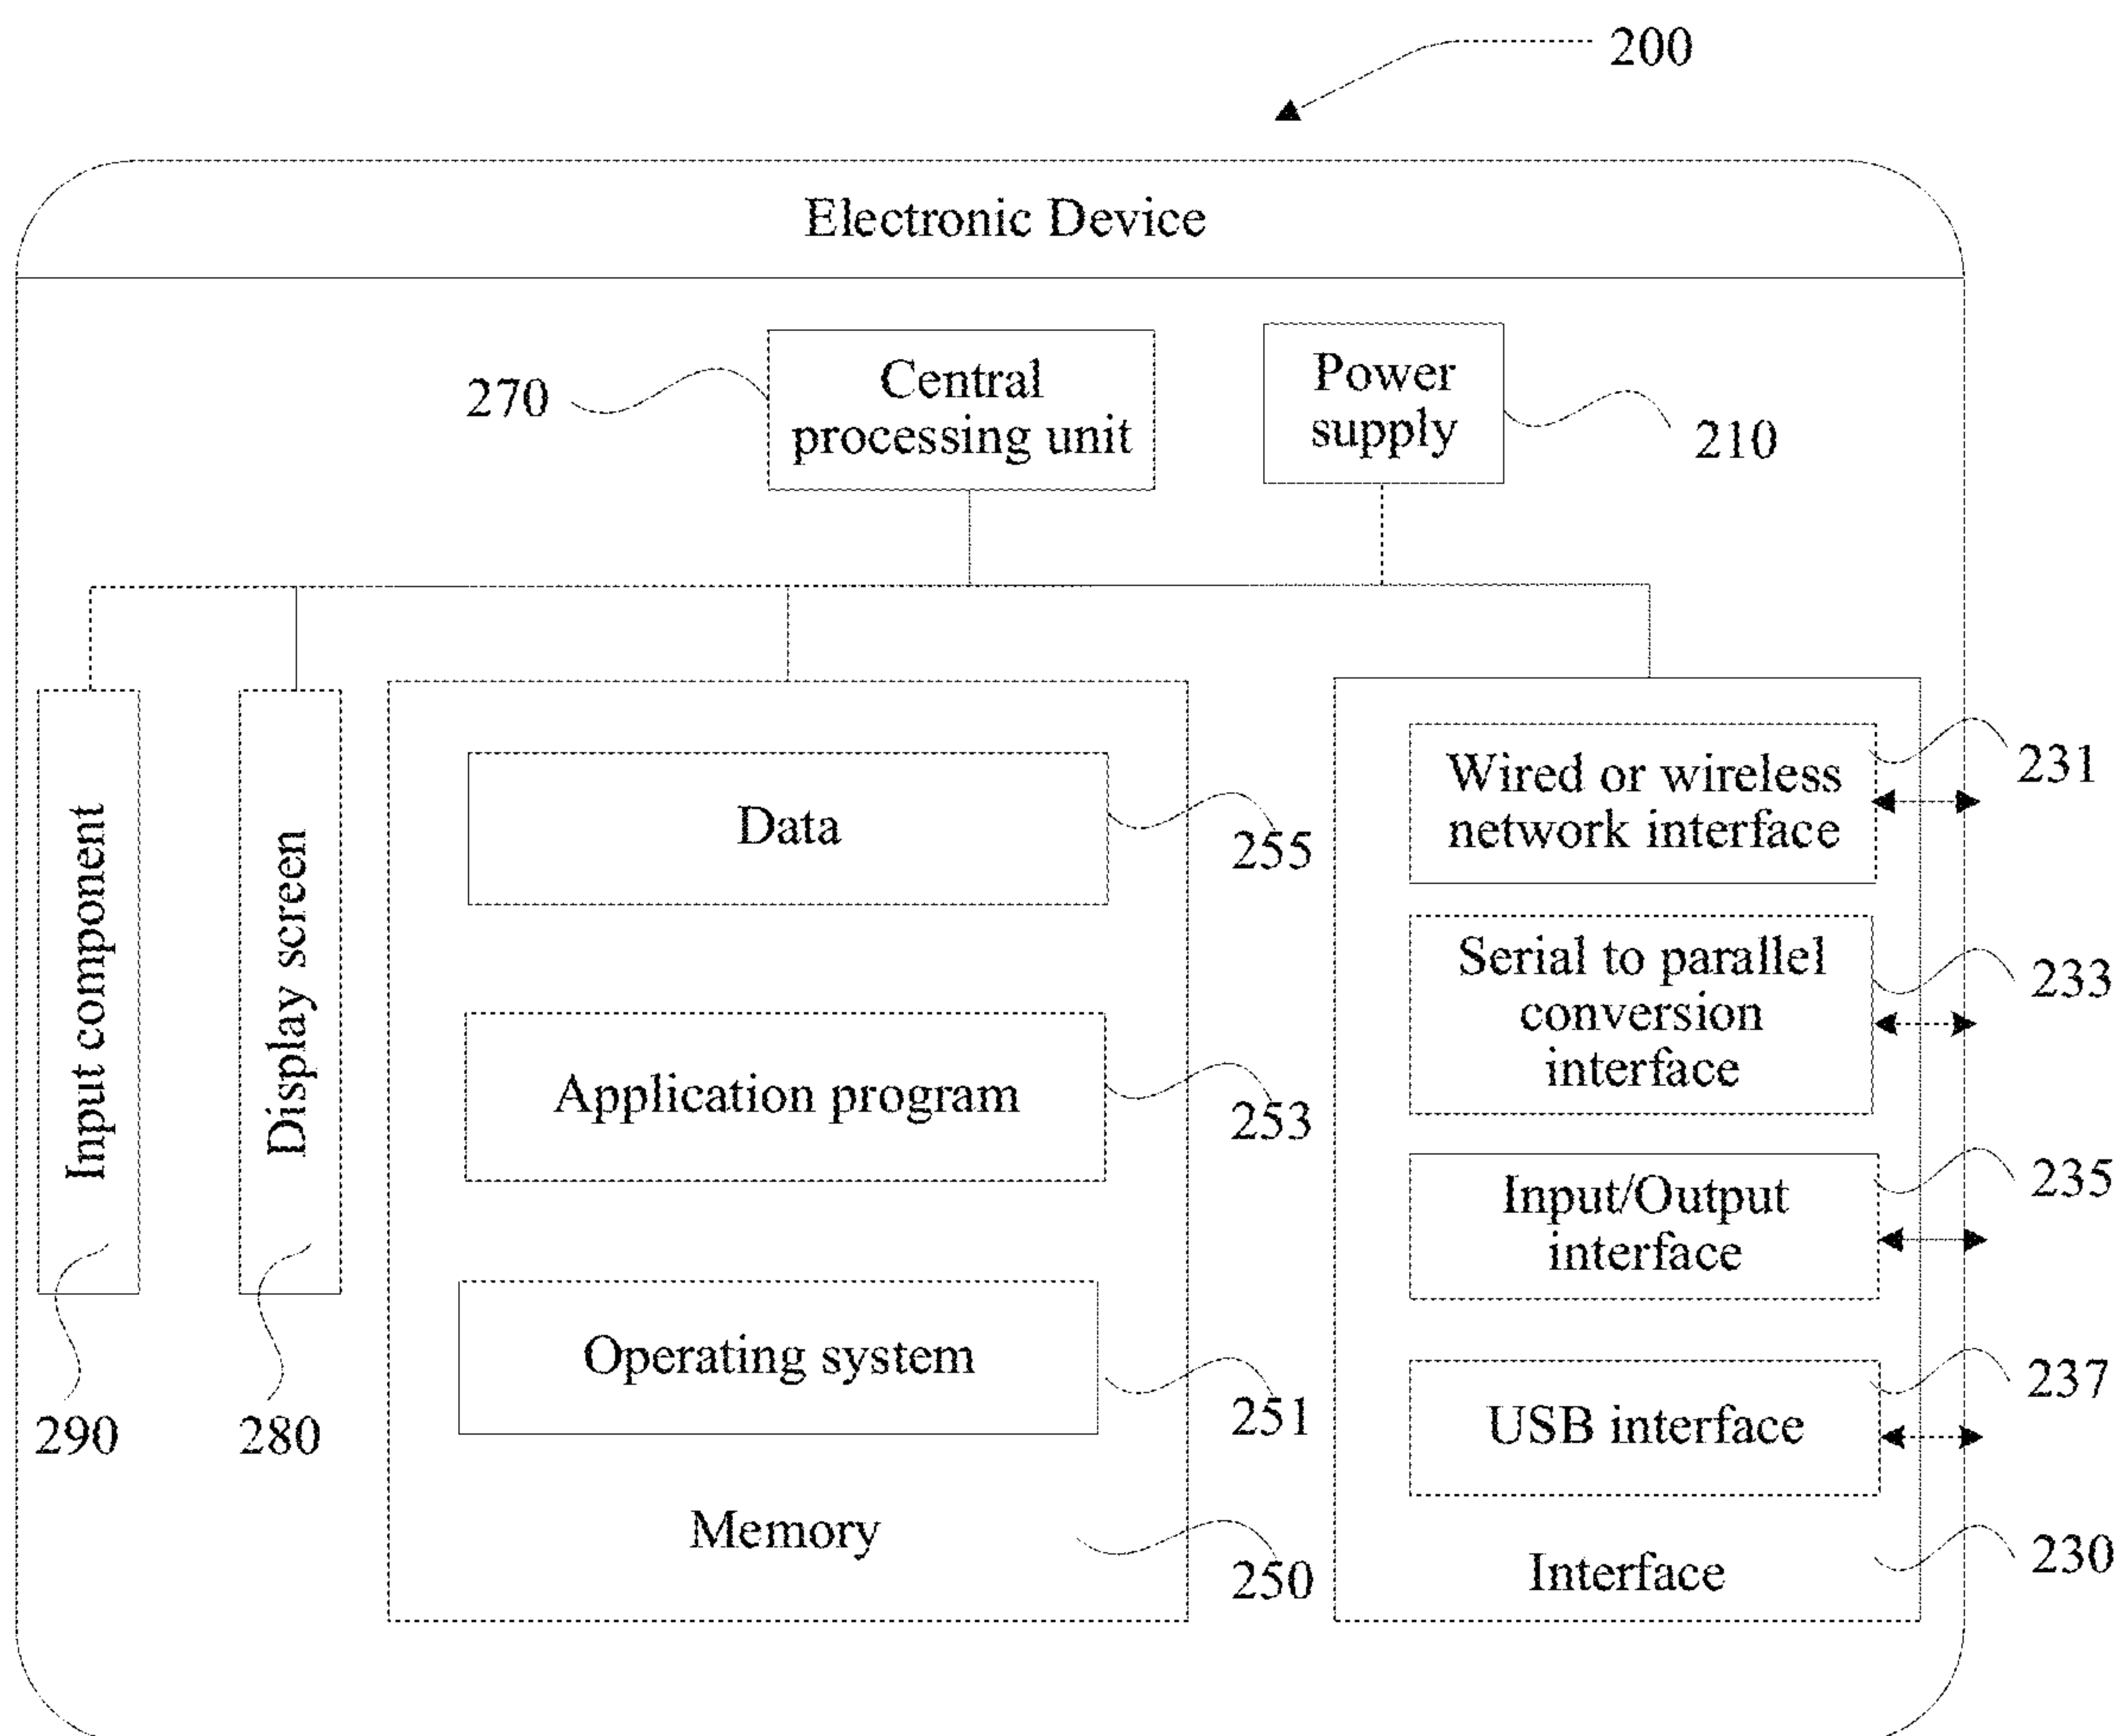 200
Electronic Device
270
Central
processing unit
Power
supply
210
Input component
290
Display screen
280
Data
255
Application program
253
Operating system
251
Memory
250
Wired or wireless
network interface
231
Serial to parallel
conversion
interface
233
Input/Output
interface
235
USB interface
237
Interface
230